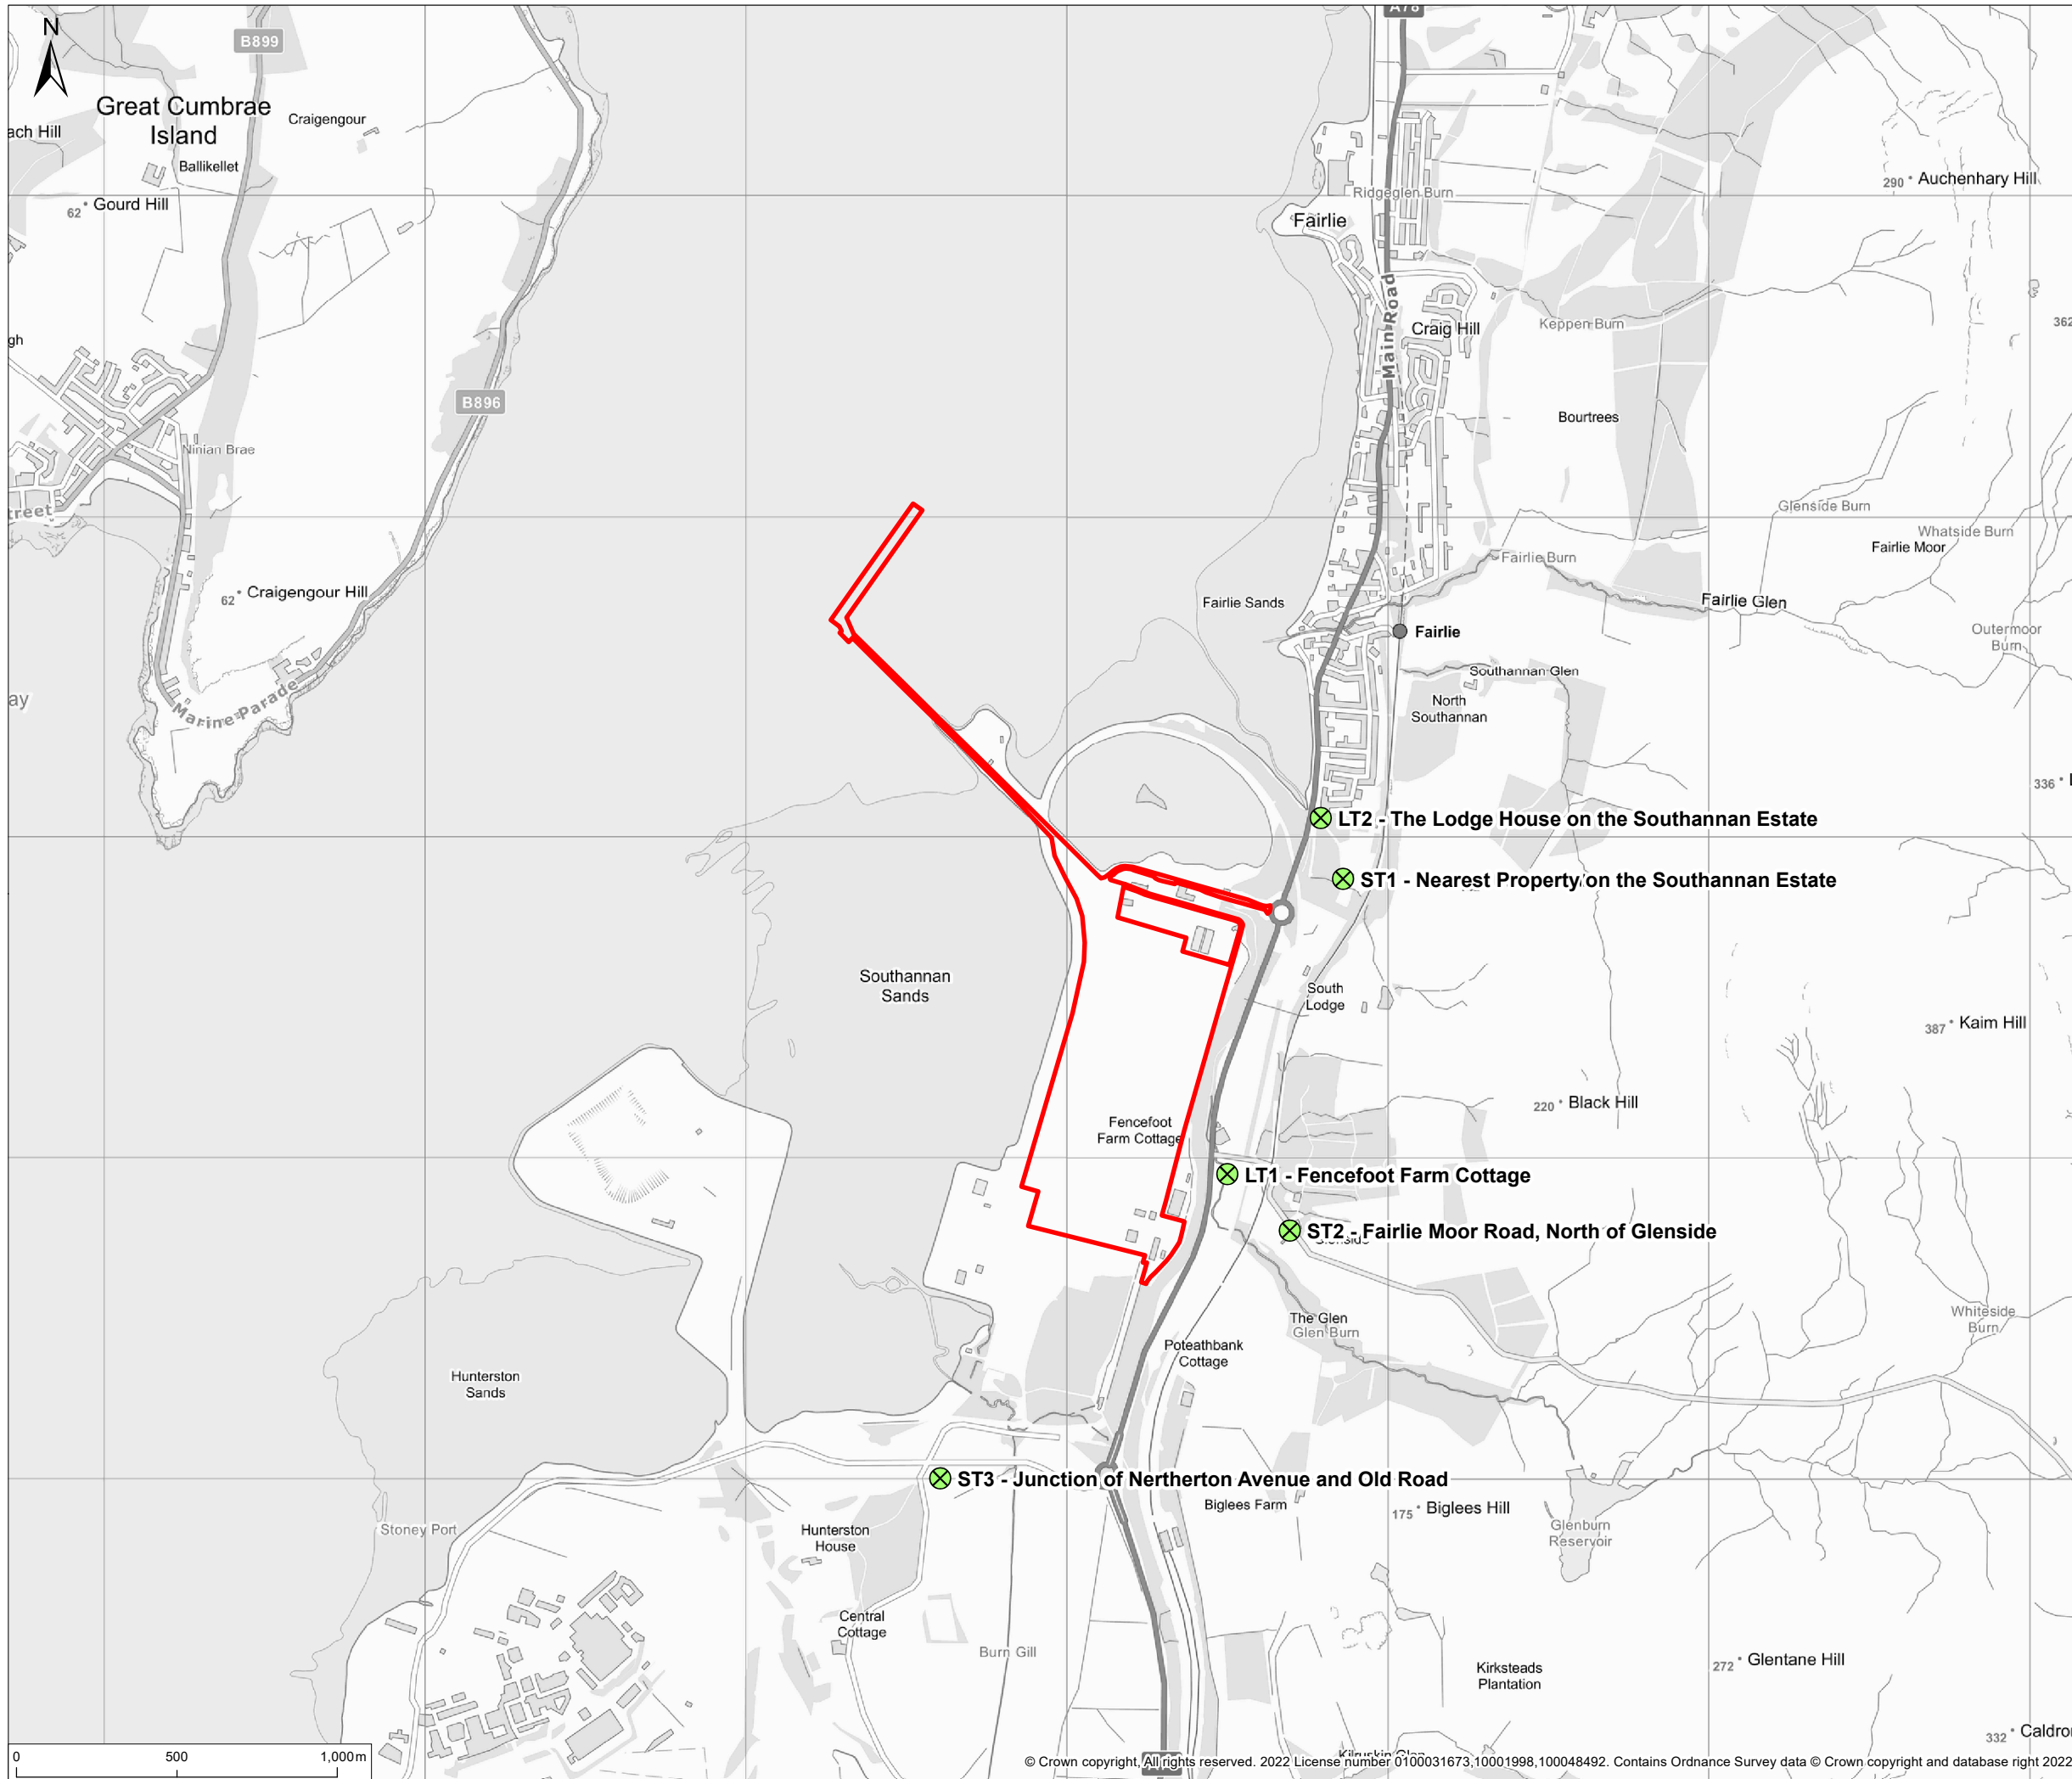 A78
N
B899
Great Cumbrae
Island
Craigengour
ach Hill
Ballikellet
62 Gourd Hill
290 Auchenhary Hill
Ridgeglen Burn
Fairlie
Main Road
Craig Hill
Keppen Burn
362
gh
B896
Bourtrees
Ninian Brae
treet
Glenside Burn
Whatside Burn
Fairlie Moor
Fairlie Burn
62 Craigengour Hill
Fairlie Sands
Fairlie Glen
Fairlie
Outermoor
Burn
Southannan Glen
North
Southannan
ay
Marine Parade
336
LT2 - The Lodge House on the Southannan Estate
ST1 - Nearest Property on the Southannan Estate
Southannan
Sands
South
Lodge
387 Kaim Hill
220 Black Hill
Fencefoot
Farm Cottage
LT1 - Fencefoot Farm Cottage
ST2 - Fairlie Moor Road, North of Glenside
Glenside
The Glen
Glen Burn
Whiteside
Burn
Poteathbank
Cottage
Hunterston
Sands
ST3 - Junction of Nertherton Avenue and Old Road
Biglees Farm
175 Biglees Hill
Stoney Port
Hunterston
House
Glenburn
Reservoir
Central
Cottage
Burn Gill
Kirksteads
Plantation
272 Glentane Hill
332 Caldro
Kilruskin Glen
0 500 1,000m
© Crown copyright, All rights reserved. 2022 License number 0100031673,10001998,100048492. Contains Ordnance Survey data © Crown copyright and database right 2022